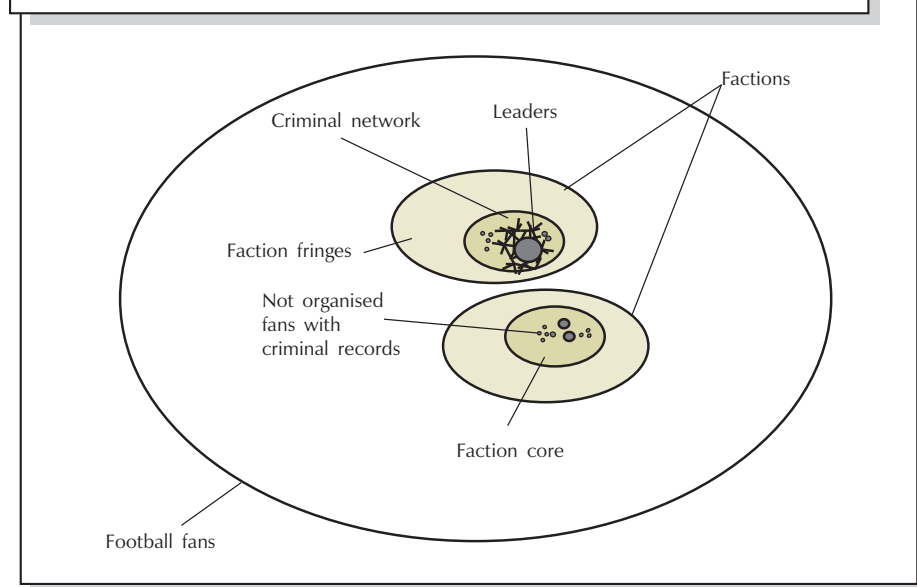 Factions
Leaders
Criminal network
Faction fringes
Not organised
fans with
criminal records
Faction core
Football fans